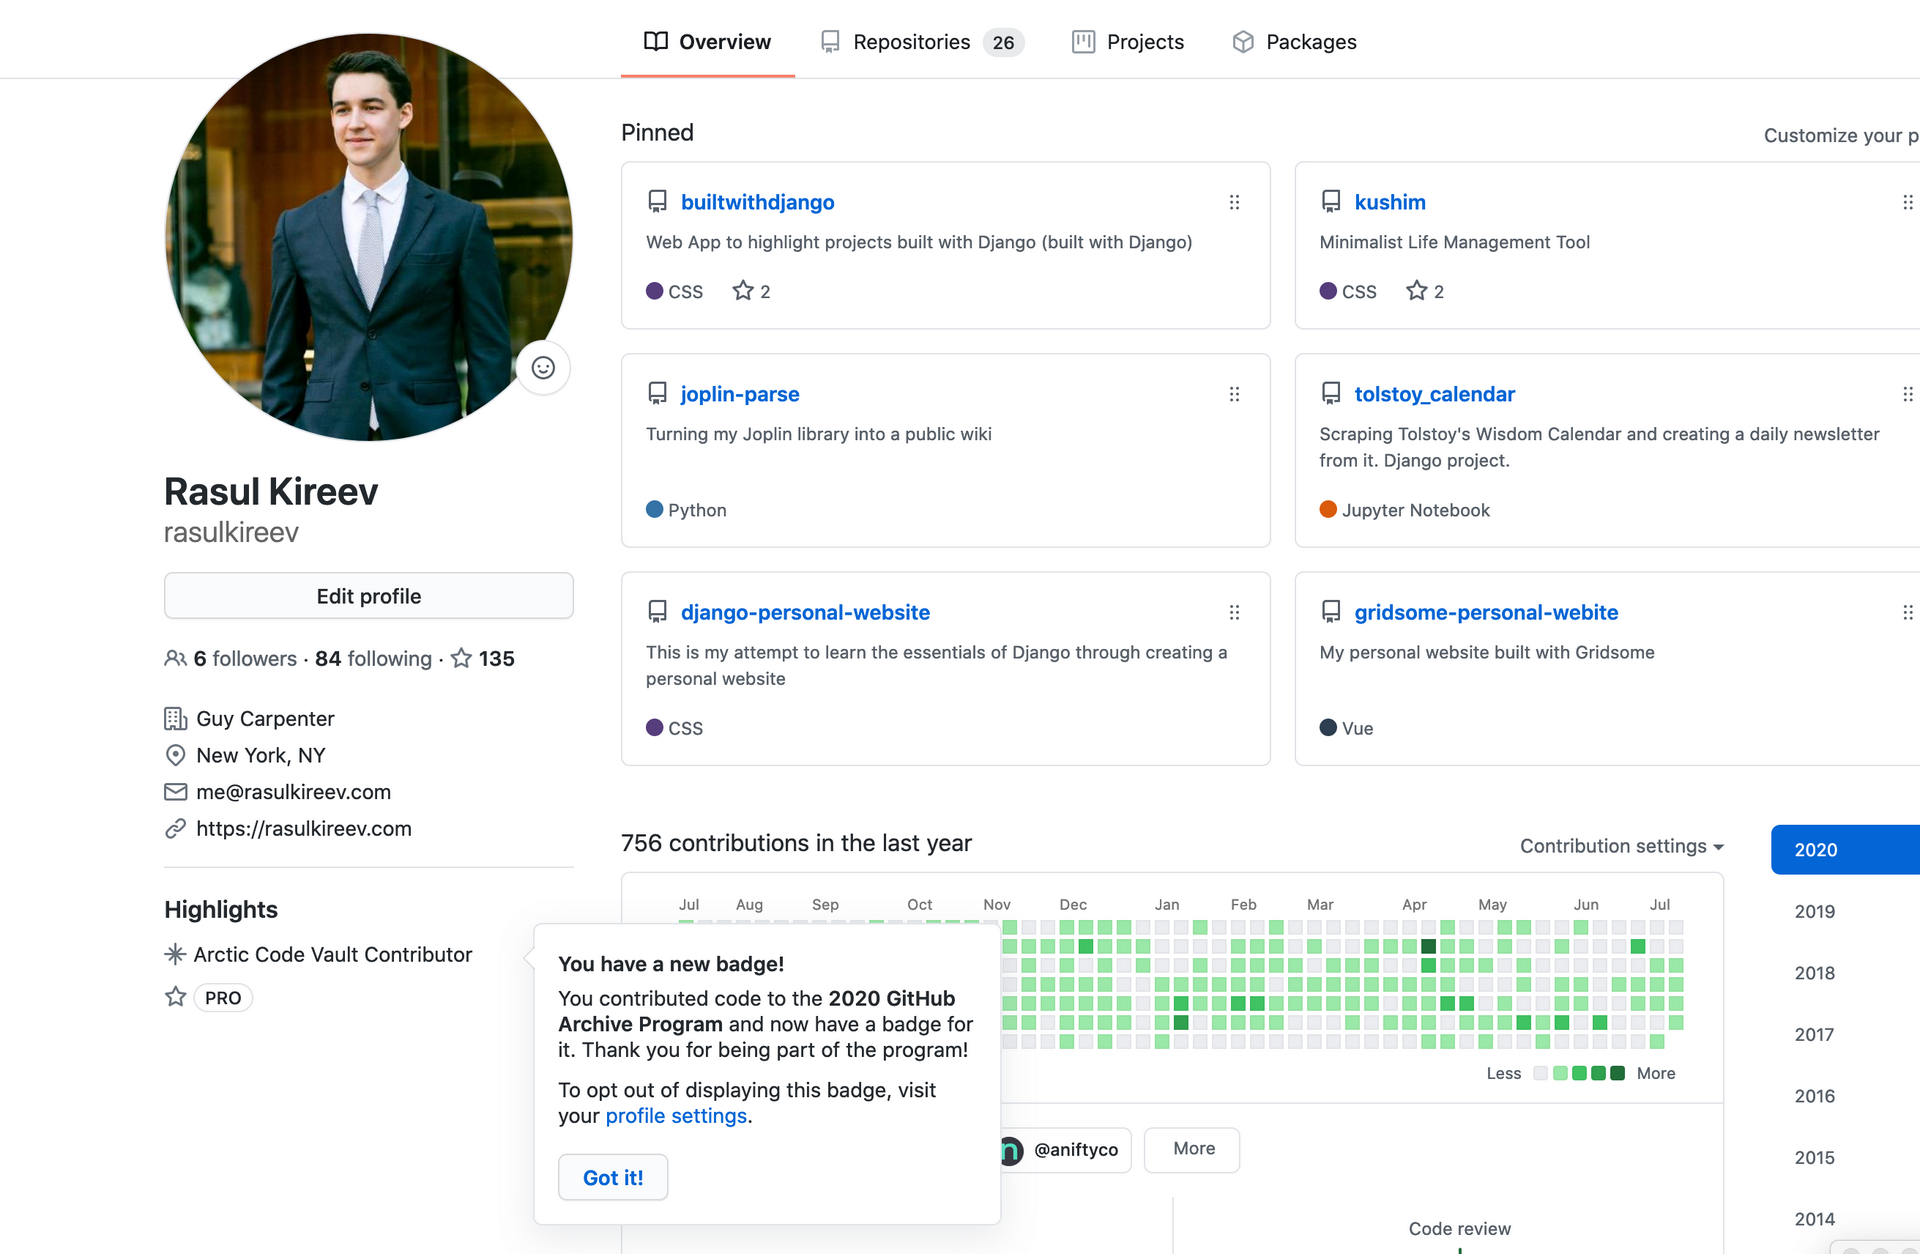 Overview
Repositories 26
Projects
Packages
Rasul Kireev
rasulkireev
Edit profile
6 followers · 84 following · 135
Guy Carpenter
New York, NY
me@rasulkireev.com
https://rasulkireev.com
Highlights
Arctic Code Vault Contributor
PRO
Pinned
Customize your p
builtwithdjango
Web App to highlight projects built with Django (built with Django)
CSS 2
kushim
Minimalist Life Management Tool
CSS 2
joplin-parse
Turning my Joplin library into a public wiki
Python
tolstoy_calendar
Scraping Tolstoy's Wisdom Calendar and creating a daily newsletter
from it. Django project.
Jupyter Notebook
django-personal-website
This is my attempt to learn the essentials of Django through creating a
personal website
CSS
gridsome-personal-webite
My personal website built with Gridsome
Vue
756 contributions in the last year
Contribution settings
Jul Aug Sep Oct Nov Dec Jan Feb Mar Apr May Jun Jul
Less More
You have a new badge!
You contributed code to the 2020 GitHub
Archive Program and now have a badge for
it. Thank you for being part of the program!
To opt out of displaying this badge, visit
your profile settings.
Got it!
n @aniftyco
More
Code review
2020
2019
2018
2017
2016
2015
2014